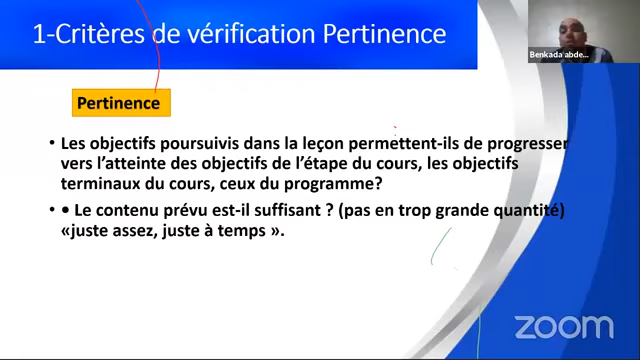 1-Critères de vérification Pertinence
Benkada abde...
Pertinence
• Les objectifs poursuivis dans la leçon permettent-ils de progresser
vers l’atteinte des objectifs de l’étape du cours, les objectifs
terminaux du cours, ceux du programme?
• • Le contenu prévu est-il suffisant ? (pas en trop grande quantité)
«juste assez, juste à temps ».
zoom